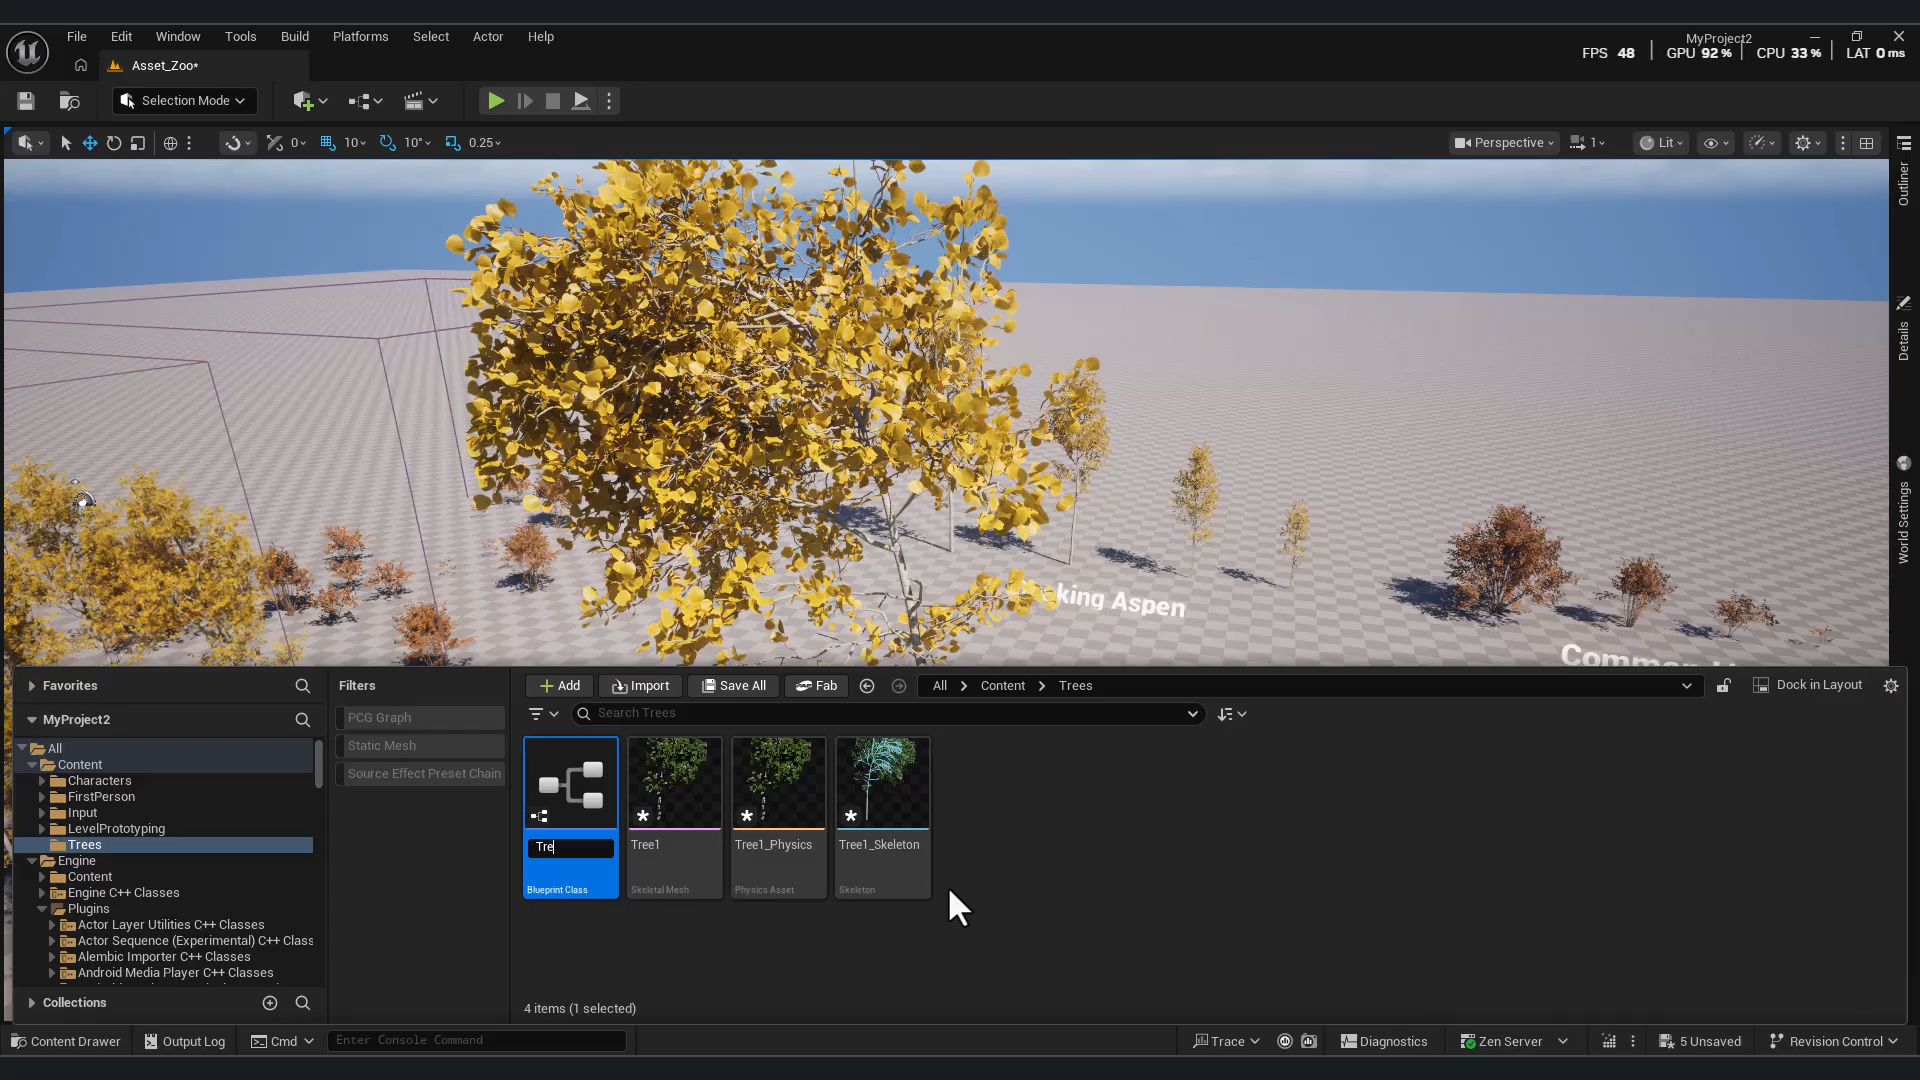 File Edit Window Tools Build Platforms Select Actor Help
MyProject2
FPS 48 GPU 92 % CPU 33 % LAT 0 ms
Asset_Zoo*
Selection Mode
0 10 10° 0.25
Perspective 1 Lit
Outliner
Details
World Settings
king Aspen
Favorites
Filters
Add Import Save All Fab All Content Trees Dock in Layout
MyProject2
PCG Graph
Search Trees
Static Mesh
Source Effect Preset Chain
All
Content
Characters
FirstPerson
Input
LevelPrototyping
Trees
Engine
Content
Engine C++ Classes
Plugins
Actor Layer Utilities C++ Classes
Actor Sequence (Experimental) C++ Class
Alembic Importer C++ Classes
Android Media Player C++ Classes
Collections
Tre
Blueprint Class
Tree1
Skeletal Mesh
Tree1_Physics
Physics Asset
Tree1_Skeleton
Skeleton
4 items (1 selected)
Content Drawer Output Log Cmd Enter Console Command Trace Diagnostics Zen Server 5 Unsaved Revision Control